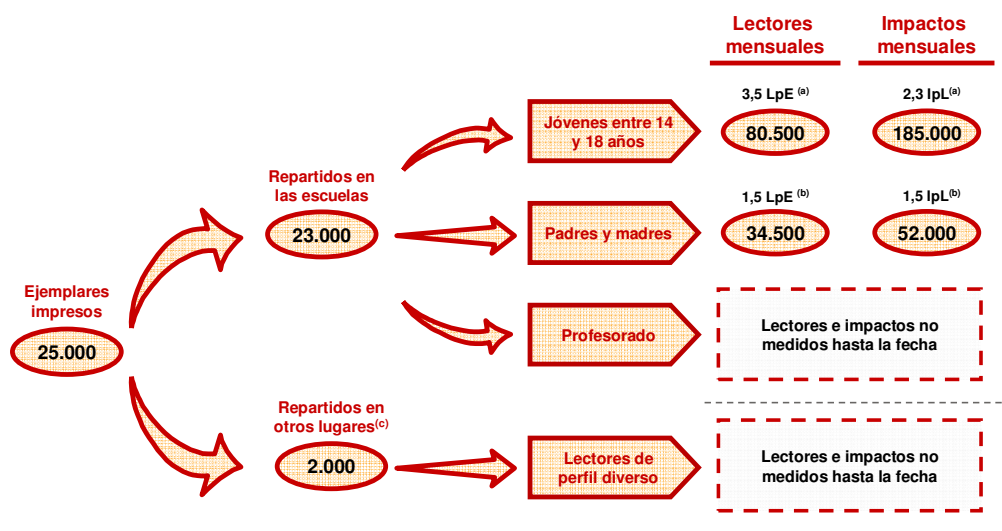 Lectores
mensuales
Impactos
mensuales
3,5 LpE (a)
2,3 IpL(a)
Jóvenes entre 14
y 18 años
80.500
185.000
Repartidos en
las escuelas
23.000
1,5 LpE (b)
1,5 IpL(b)
Padres y madres
34.500
52.000
Ejemplares
impresos
25.000
Profesorado
Lectores e impactos no
medidos hasta la fecha
Repartidos en
otros lugares(c)
2.000
Lectores de
perfil diverso
Lectores e impactos no
medidos hasta la fecha